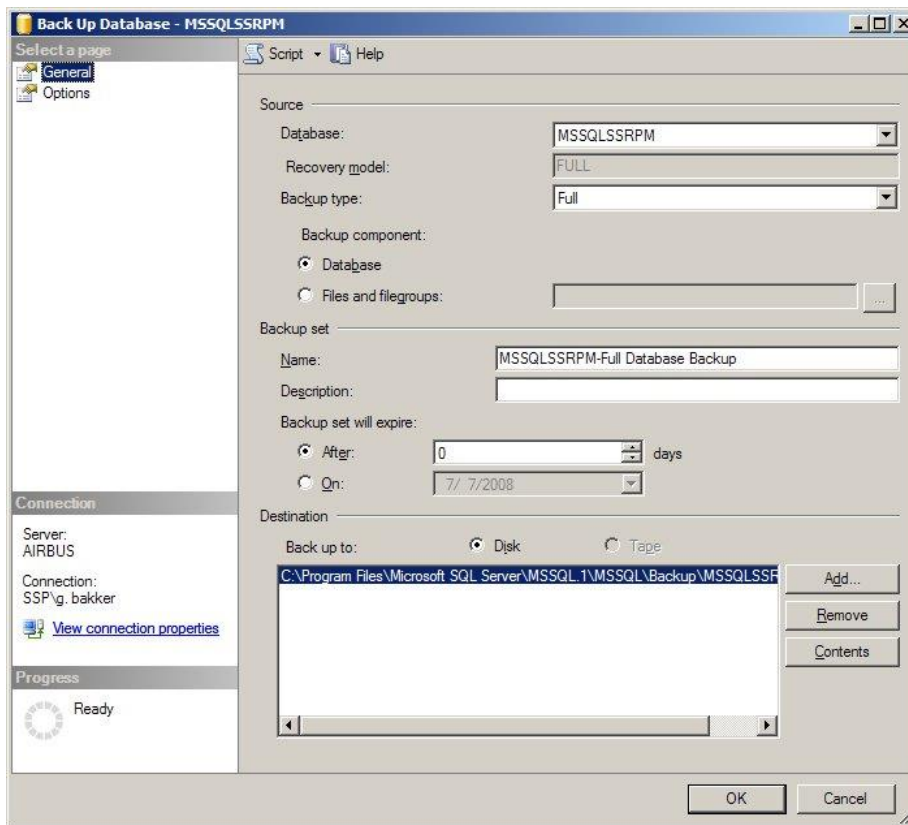 Back Up Database - MSSQLSSRPM
Select a page
General
Options
Script
Help
Source
Database:
MSSQLSSRPM
Recovery model:
FULL
Backup type:
Full
Backup component:
Database
Files and filegroups:
...
Backup set
Name:
MSSQLSSRPM-Full Database Backup
Description:
Backup set will expire:
After:
0
days
On:
7/ 7/2008
Destination
Back up to:
Disk
Tape
C:\Program Files\Microsoft SQL Server\MSSQL.1\MSSQL\Backup\MSSQLSSR
Add...
Remove
Contents
Connection
Server:
AIRBUS
Connection:
SSP\g. bakker
View connection properties
Progress
Ready
OK
Cancel